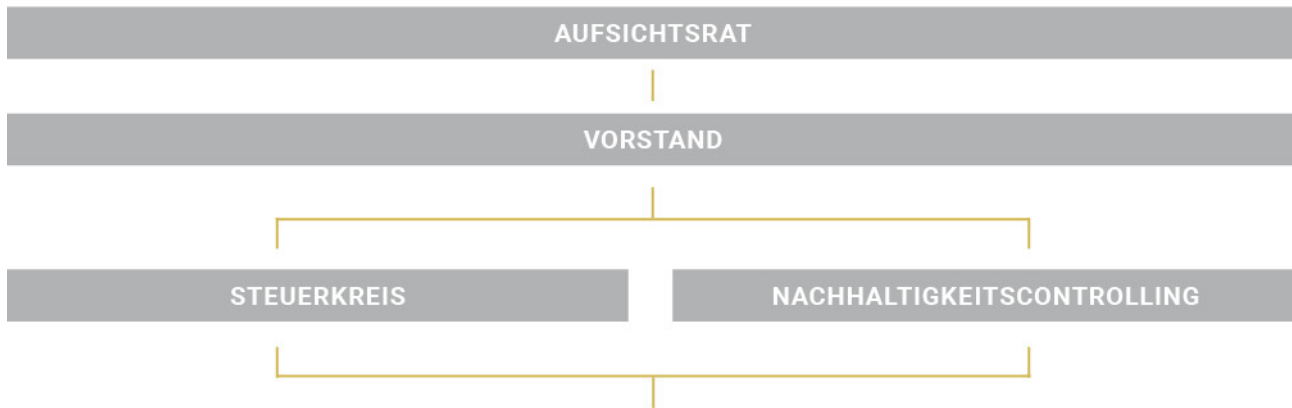 AUFSICHTSRAT
VORSTAND
STEUERKREIS
NACHHALTIGKEITSCONTROLLING